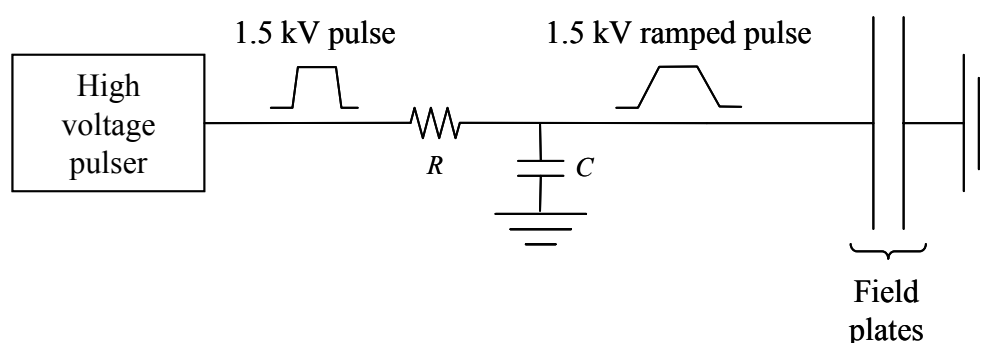 1.5 kV pulse
1.5 kV ramped pulse
High
voltage
pulser
R
C
Field
plates